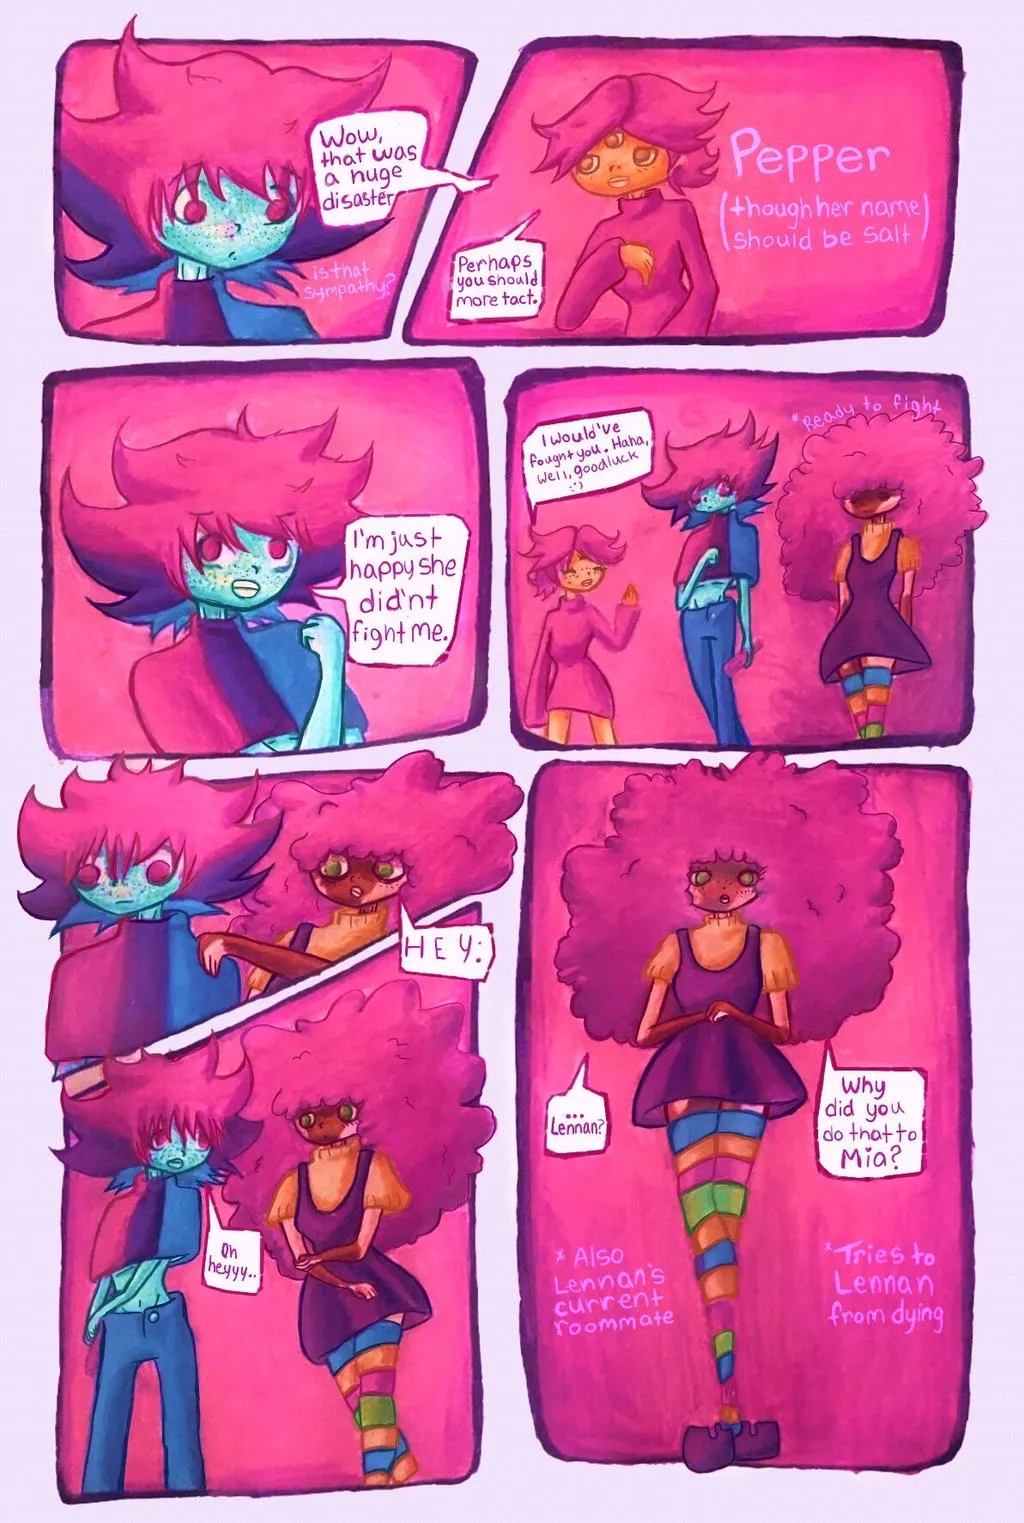 Wow,
that was
a huge
disaster
is that
sympathy?
Pepper
(though her name)
(should be salt)
Perhaps
you should
more tact.
I'm just
happy she
did'nt
fight me.
*Ready to fight
I would've
fought you. Haha,
well, goodluck
:')
HEY:
Oh
heyyy..
...
Lennan?
Why
did you
do that to
Mia?
* Also
Lennan's
current
roommate
*Tries to
Lennan
from dying